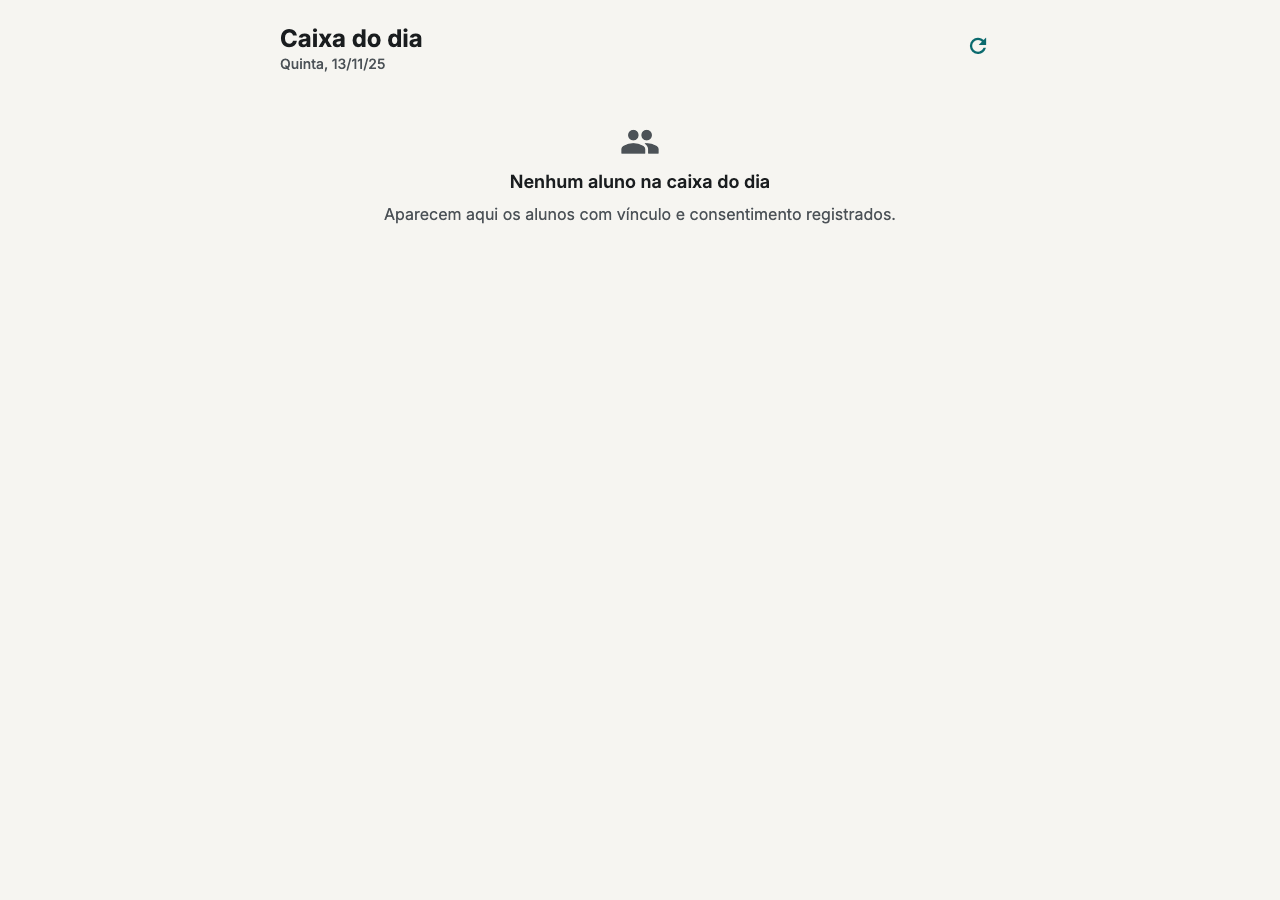 Caixa do dia
Quinta, 13/11/25
Nenhum aluno na caixa do dia
Aparecem aqui os alunos com vínculo e consentimento registrados.